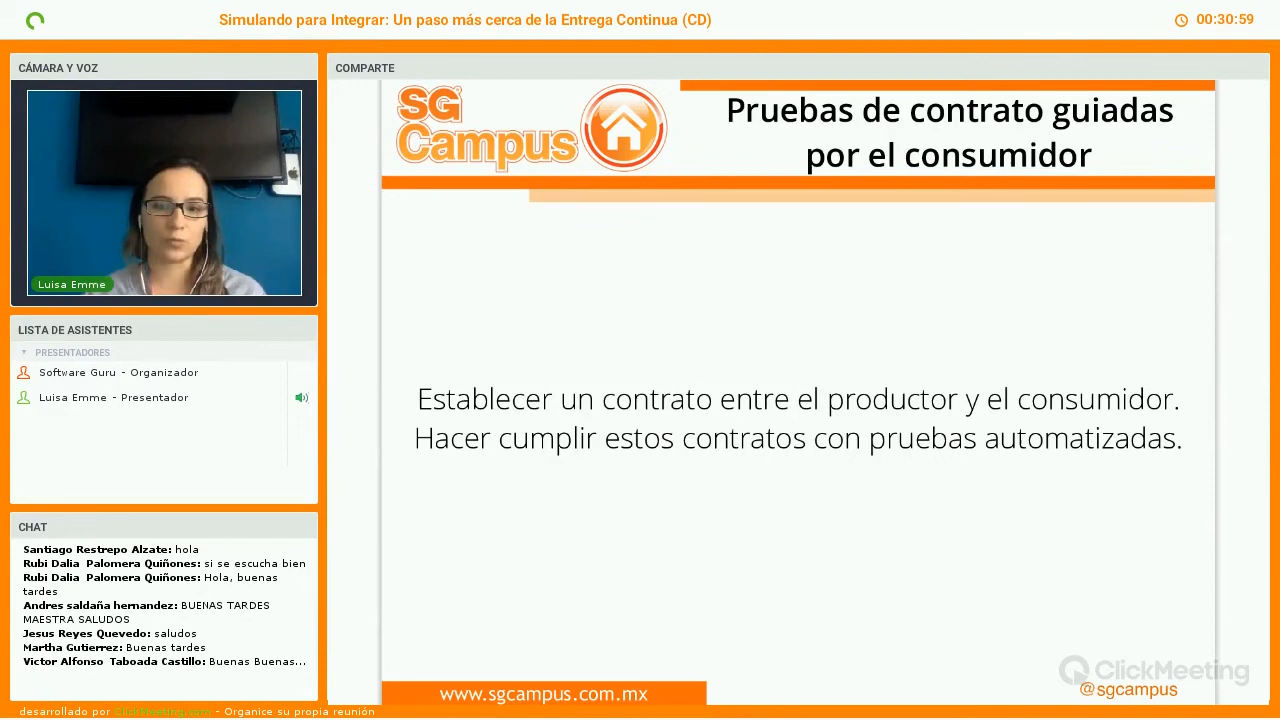 Simulando para Integrar: Un paso más cerca de la Entrega Continua (CD)
00:30:59
CÁMARA Y VOZ
Luisa Emme
LISTA DE ASISTENTES
PRESENTADORES
Software Guru - Organizador
Luisa Emme - Presentador
CHAT
Santiago Restrepo Alzate: hola
Rubi Dalia Palomera Quiñones: si se escucha bien
Rubi Dalia Palomera Quiñones: Hola, buenas
tardes
Andres saldaña hernandez: BUENAS TARDES
MAESTRA SALUDOS
Jesus Reyes Quevedo: saludos
Martha Gutierrez: Buenas tardes
Victor Alfonso Taboada Castillo: Buenas Buenas...
COMPARTE
SG
Campus
Pruebas de contrato guiadas
por el consumidor
Establecer un contrato entre el productor y el consumidor.
Hacer cumplir estos contratos con pruebas automatizadas.
www.sgcampus.com.mx
ClickMeeting
@sgcampus
desarrollado por ClickMeeting.com - Organice su propia reunión